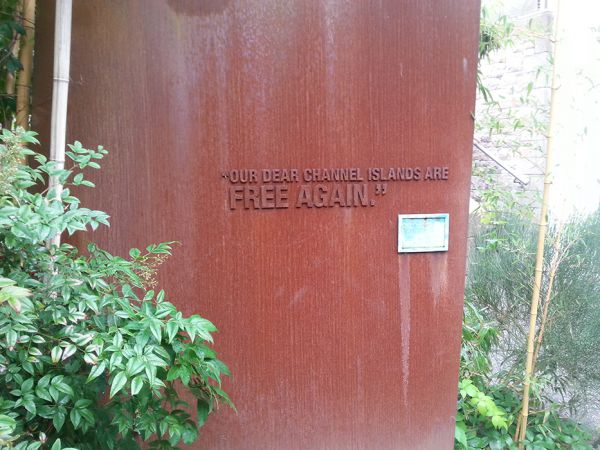 "OUR DEAR CHANNEL ISLANDS ARE
FREE AGAIN."